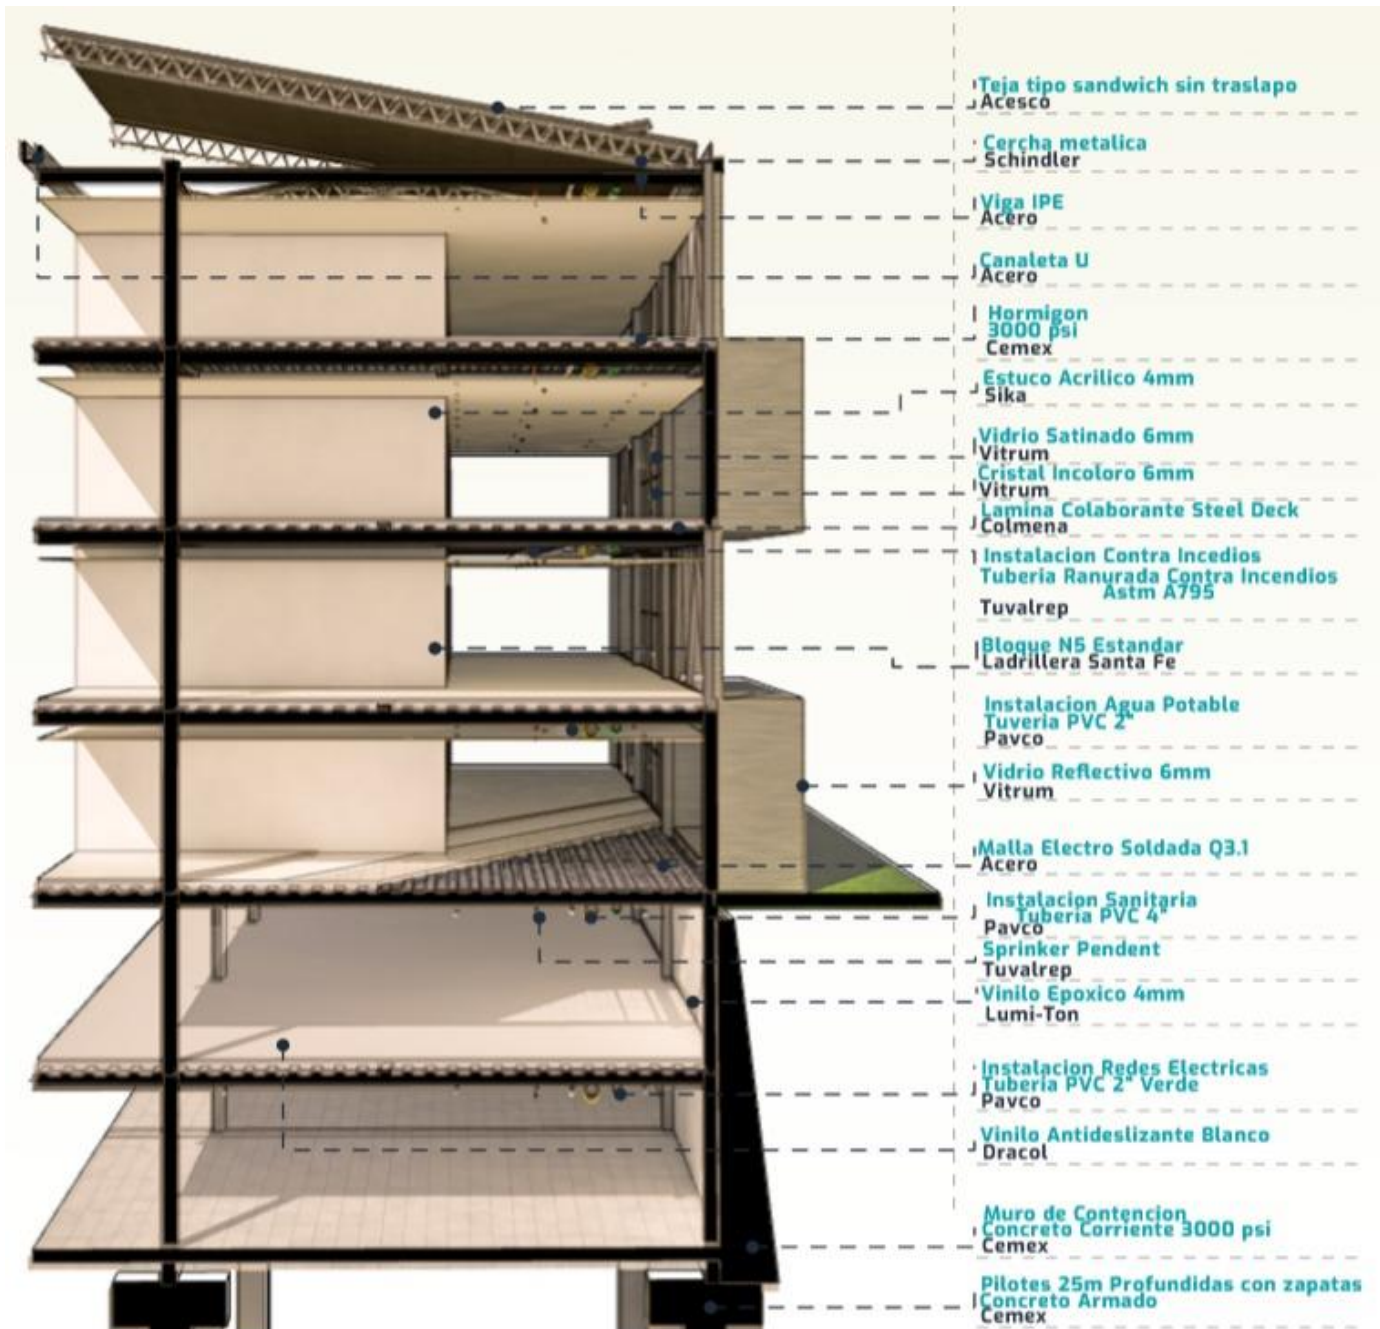 Teja tipo sandwich sin traslapo
Acesco
Cercha metalica
Schindler
Viga IPE
Acero
Canaleta U
Acero
Hormigon
3000 psi
Cemex
Estuco Acrilico 4mm
Sika
Vidrio Satinado 6mm
Vitrum
Cristal Incoloro 6mm
Vitrum
Lamina Colaborante Steel Deck
Colmena
Instalacion Contra Incedios
Tuberia Ranurada Contra Incendios
Astm A795
Tuvalrep
Bloque N5 Estandar
Ladrillera Santa Fe
Instalacion Agua Potable
Tuveria PVC 2"
Pavco
Vidrio Reflectivo 6mm
Vitrum
Malla Electro Soldada Q3.1
Acero
Instalacion Sanitaria
Tuberia PVC 4"
Pavco
Sprinker Pendent
Tuvalrep
Vinilo Epoxico 4mm
Lumi-Ton
Instalacion Redes Electricas
Tuberia PVC 2" Verde
Pavco
Vinilo Antideslizante Blanco
Dracol
Muro de Contencion
Concreto Corriente 3000 psi
Cemex
Pilotes 25m Profundidas con zapatas
Concreto Armado
Cemex